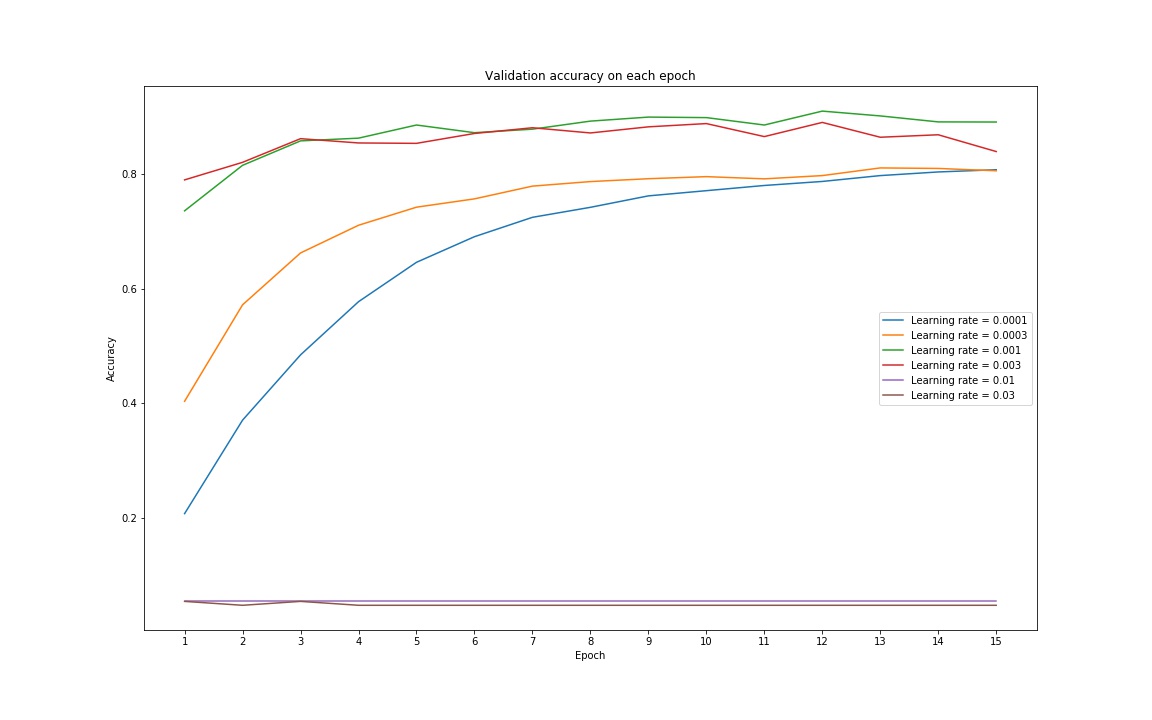 Validation accuracy on each epoch
Accuracy
0.8
0.6
0.4
0.2
Learning rate = 0.0001
Learning rate = 0.0003
Learning rate = 0.001
Learning rate = 0.003
Learning rate = 0.01
Learning rate = 0.03
1 2 3 4 5 6 7 8 9 10 11 12 13 14 15
Epoch